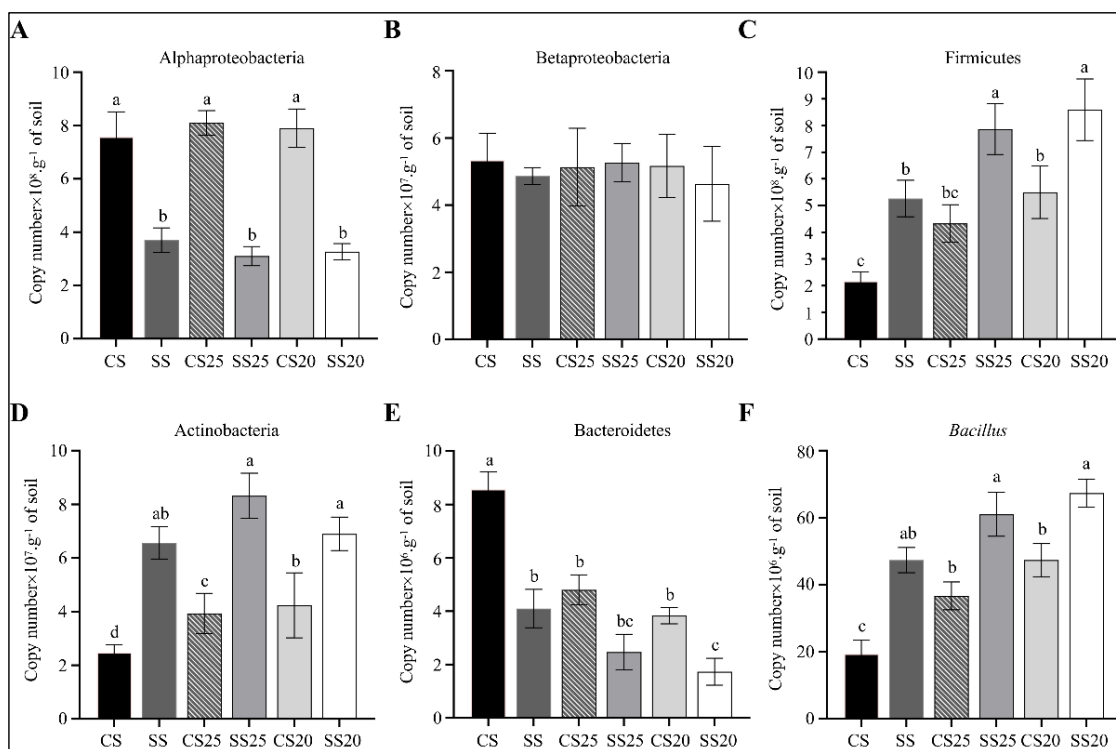 A
Alphaproteobacteria
Copy number×10⁸.g⁻¹ of soil
10
8
6
4
2
0
a
b
a
b
a
b
CS SS CS25 SS25 CS20 SS20
B
Betaproteobacteria
Copy number×10⁷.g⁻¹ of soil
8
6
4
2
0
CS SS CS25 SS25 CS20 SS20
C
Firmicutes
Copy number×10⁸.g⁻¹ of soil
10
9
8
7
6
5
4
3
2
1
1
c
b
bc
a
b
a
CS SS CS25 SS25 CS20 SS20
D
Actinobacteria
Copy number×10⁷.g⁻¹ of soil
10
8
6
4
2
0
d
ab
c
a
b
a
CS SS CS25 SS25 CS20 SS20
E
Bacteroidetes
Copy number×10⁶.g⁻¹ of soil
10
8
6
4
2
0
a
b
b
bc
b
c
CS SS CS25 SS25 CS20 SS20
F
Bacillus
Copy number×10⁶.g⁻¹ of soil
80
60
40
20
0
c
ab
b
a
b
a
CS SS CS25 SS25 CS20 SS20